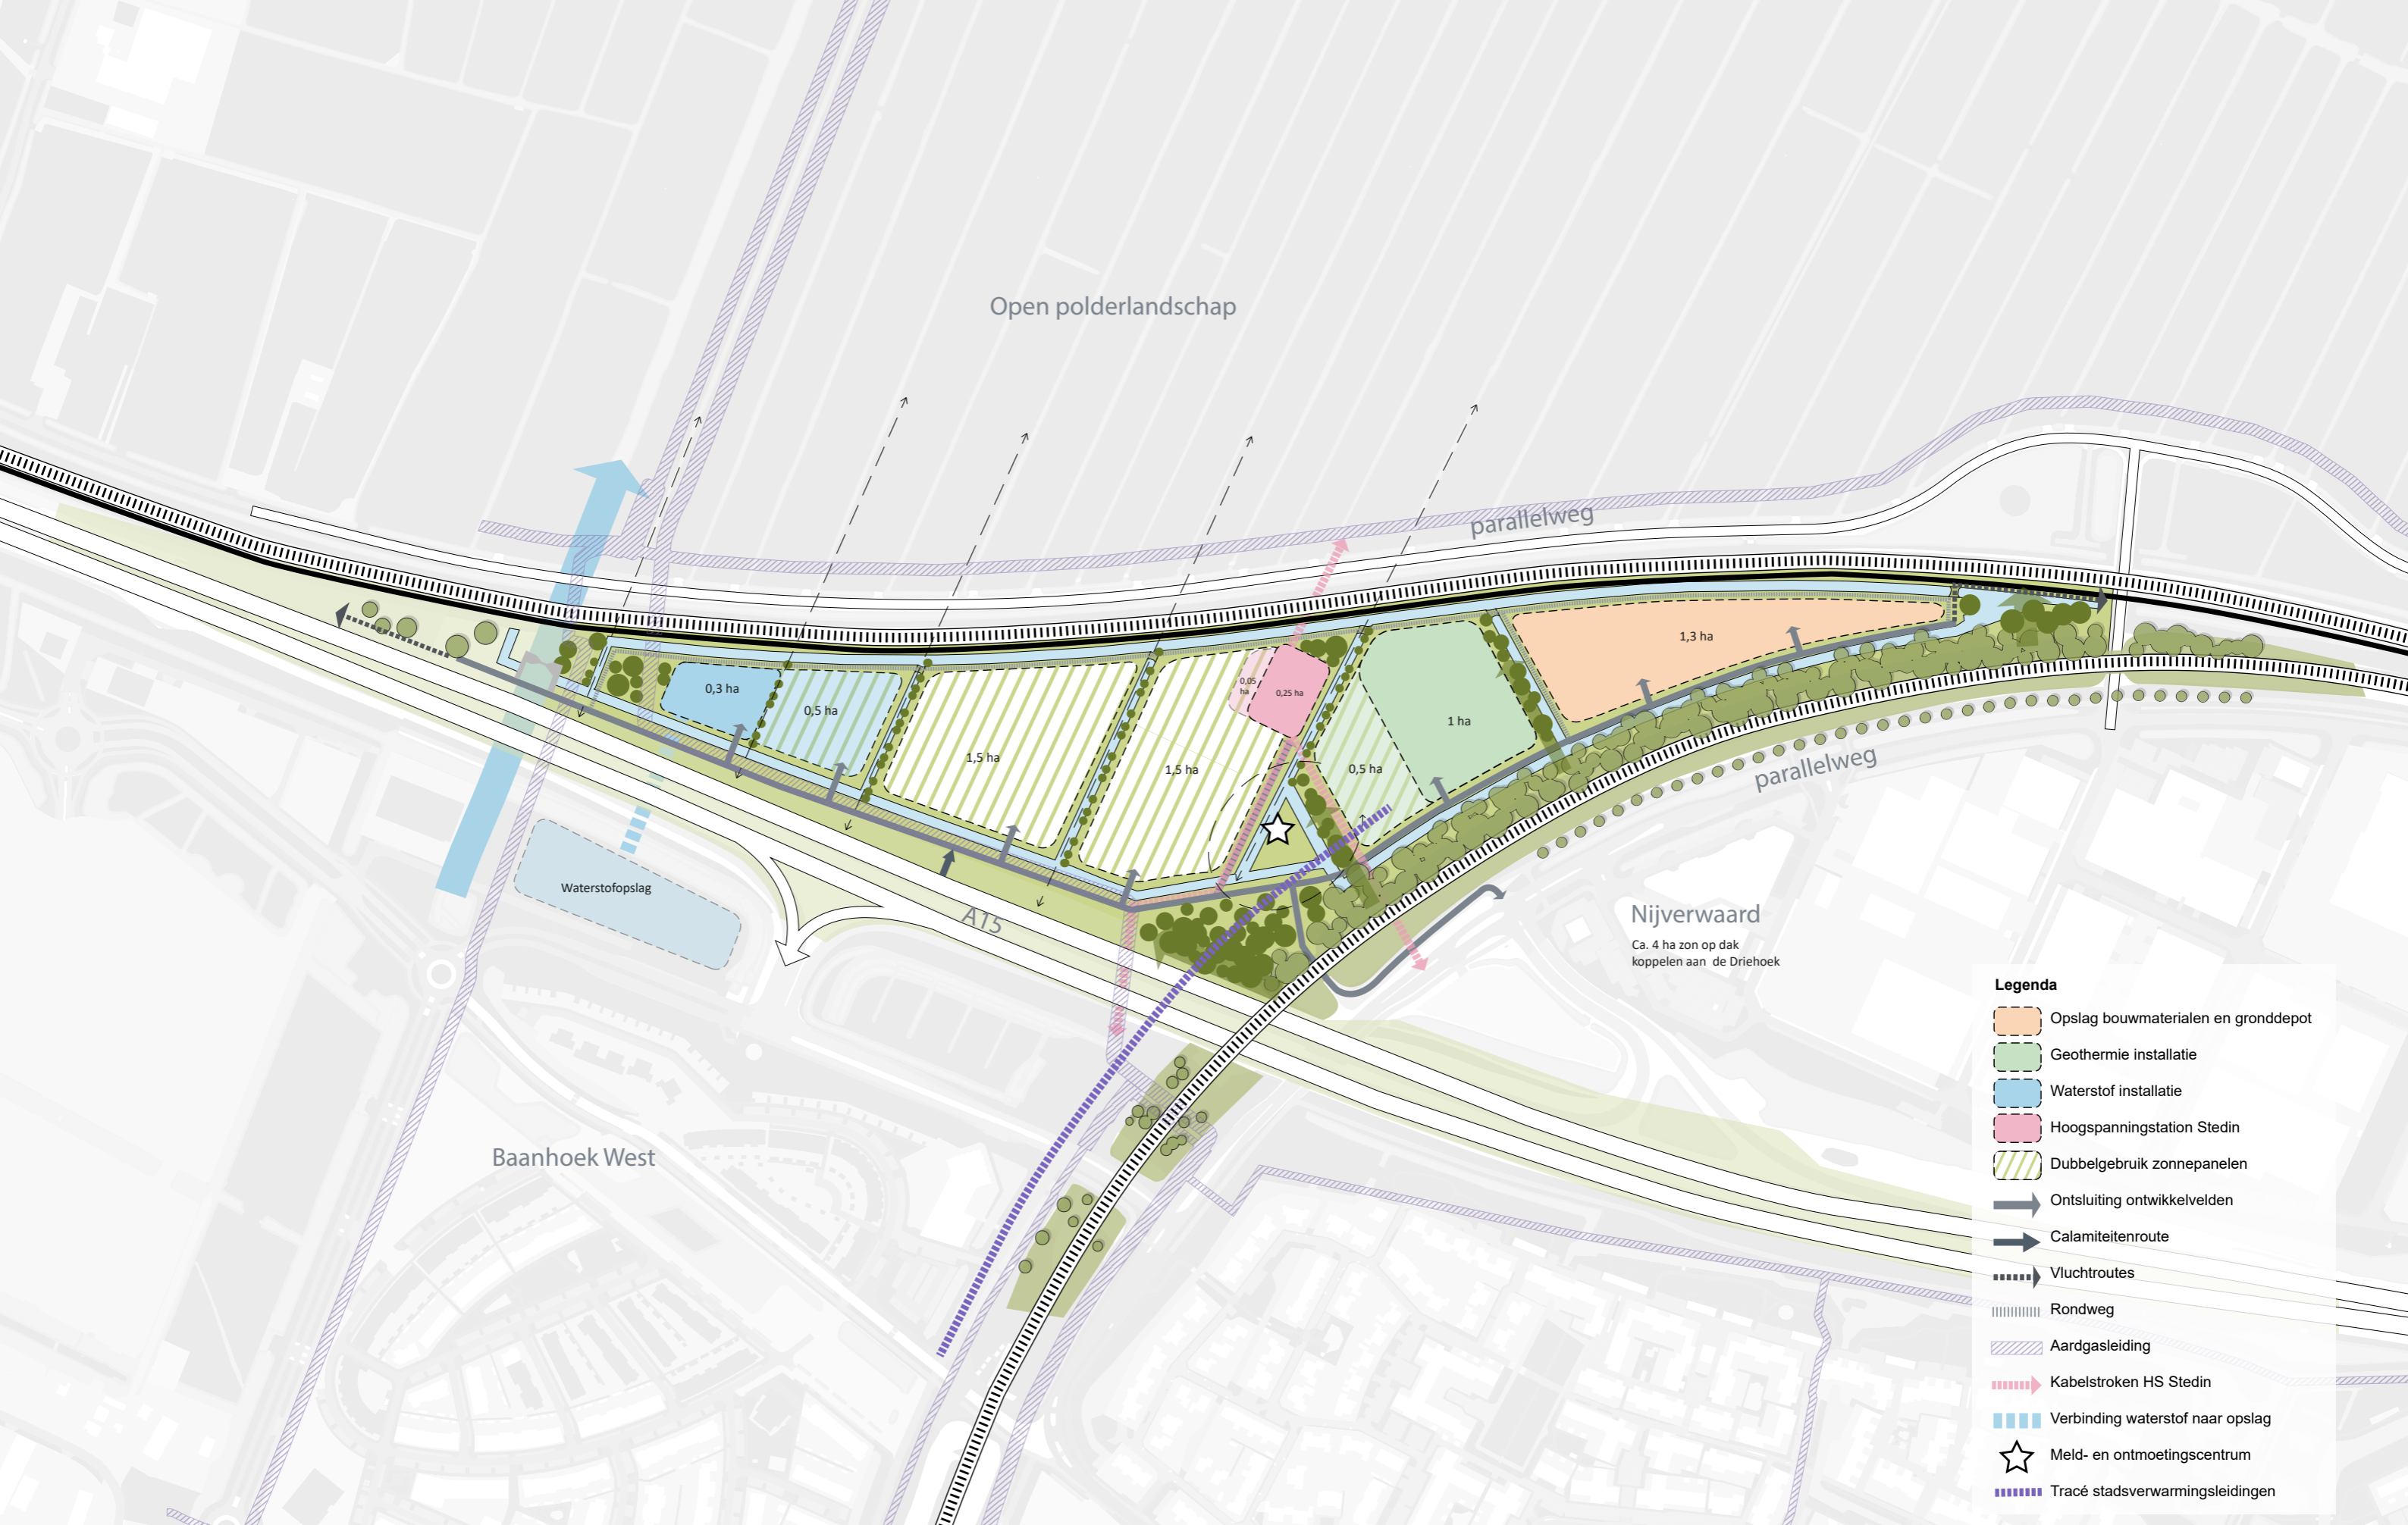 Open polderlandschap
parallelweg
0,3 ha
0,5 ha
1,5 ha
1,5 ha
0,05
ha
0,25 ha
0,5 ha
1 ha
1,3 ha
parallelweg
Waterstofopslag
A15
Nijverwaard
Ca. 4 ha zon op dak
koppelen aan de Driehoek
Baanhoek West
Legenda
Opslag bouwmaterialen en gronddepot
Geothermie installatie
Waterstof installatie
Hoogspanningstation Stedin
Dubbelgebruik zonnepanelen
Ontsluiting ontwikkelvelden
Calamiteitenroute
Vluchtroutes
Rondweg
Aardgasleiding
Kabelstroken HS Stedin
Verbinding waterstof naar opslag
Meld- en ontmoetingscentrum
Tracé stadsverwarmingsleidingen